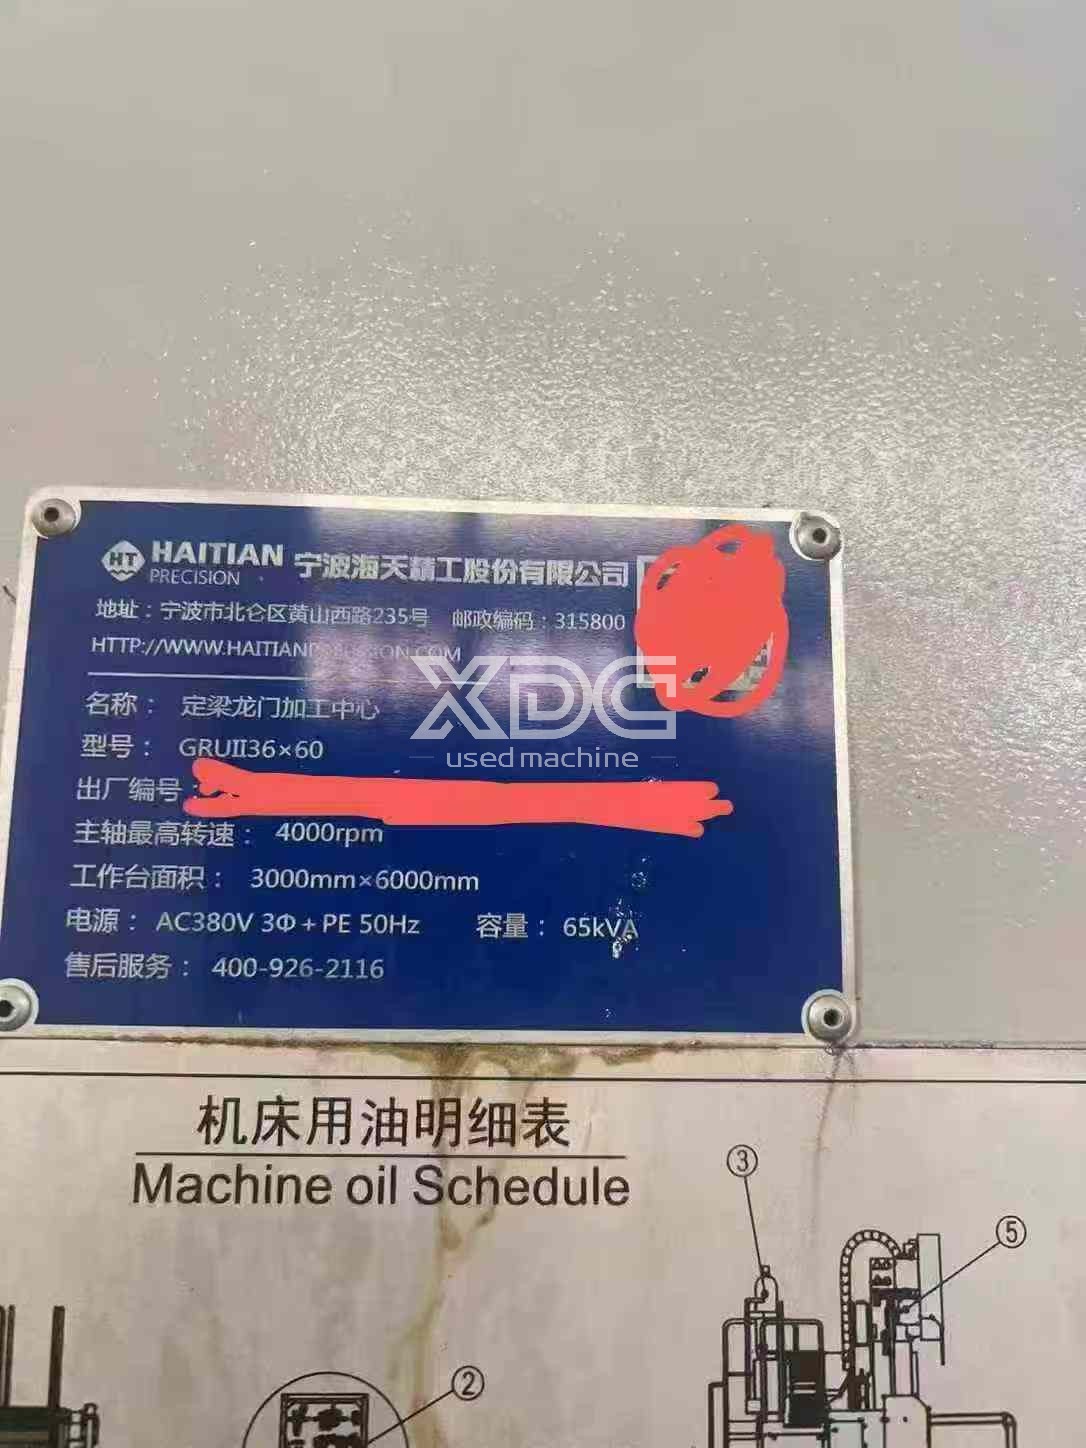 HT HAITIAN PRECISION 宁波海天精工股份有限公司
地址：宁波市北仑区黄山西路235号 邮政编码：315800
HTTP://WWW.HAITIANPRECISION.COM
XDG
used machine
名称： 定梁龙门加工中心
型号： GRUII36×60
出厂编号：
主轴最高转速： 4000rpm
工作台面积： 3000mm×6000mm
电源： AC380V 3Φ+PE 50Hz 容量： 65kVA
售后服务： 400-926-2116
机床用油明细表
Machine oil Schedule
③
⑤
②